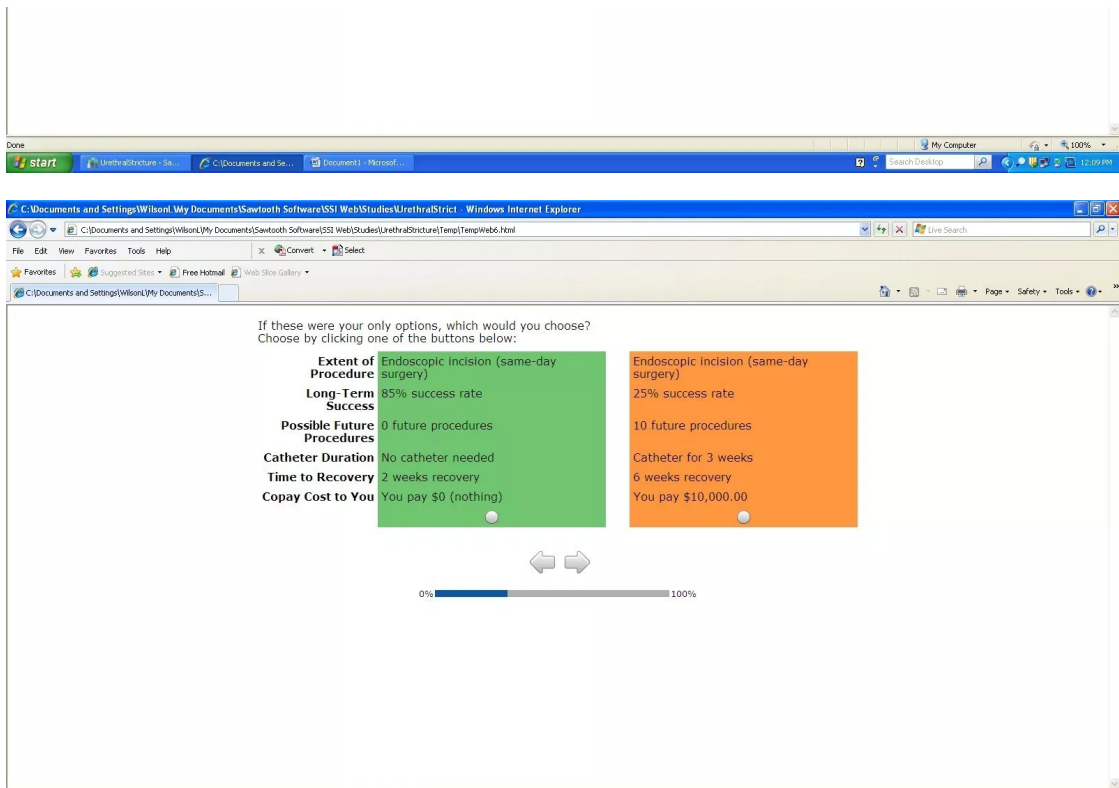 Done
My Computer
100%
start
UrethralStricture - Sa...
C:\Documents and Se...
Document1 - Microsof...
Search Desktop
12:09 PM
C:\Documents and Settings\WilsonL\My Documents\Sawtooth Software\SSI Web\Studies\UrethralStrict - Windows Internet Explorer
C:\Documents and Settings\WilsonL\My Documents\Sawtooth Software\SSI Web\Studies\UrethralStricture\Temp\TempWeb6.html
Live Search
File Edit View Favorites Tools Help
x Convert Select
Favorites Suggested Sites Free Hotmail Web Slice Gallery
C:\Documents and Settings\WilsonL\My Documents\S...
Page Safety Tools
If these were your only options, which would you choose?
Choose by clicking one of the buttons below:
Extent of Procedure Endoscopic incision (same-day surgery) Endoscopic incision (same-day surgery)
Long-Term Success 85% success rate 25% success rate
Possible Future Procedures 0 future procedures 10 future procedures
Catheter Duration No catheter needed Catheter for 3 weeks
Time to Recovery 2 weeks recovery 6 weeks recovery
Copay Cost to You You pay $0 (nothing) You pay $10,000.00
0% 100%